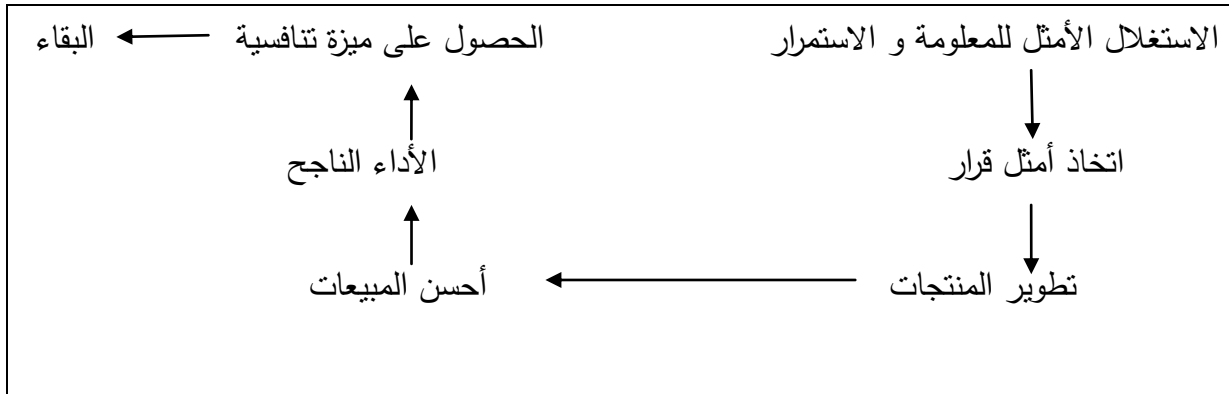 الاستغلال الأمثل للمعلومة و الاستمرار
الحصول على ميزة تنافسية
البقاء
اتخاذ أمثل قرار
الأداء الناجح
تطوير المنتجات
أحسن المبيعات